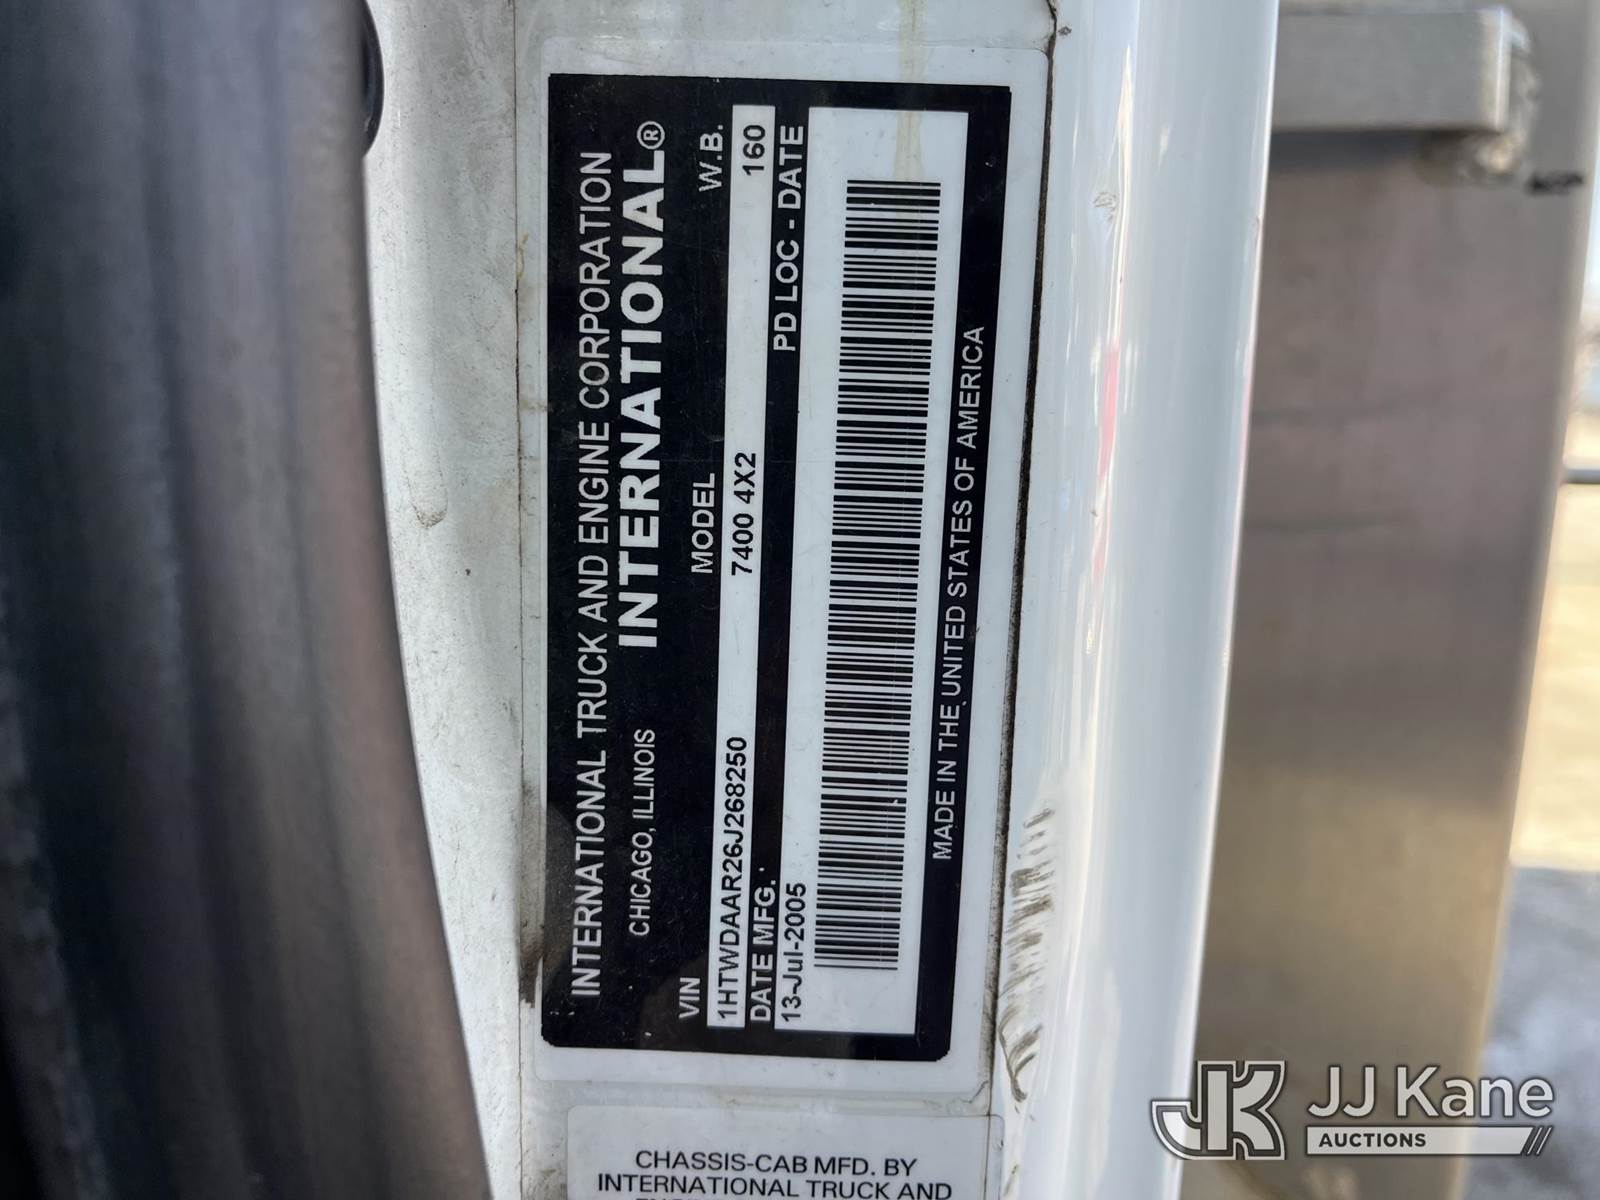 INTERNATIONAL TRUCK AND ENGINE CORPORATION
CHICAGO, ILLINOIS INTERNATIONAL®
VIN MODEL W.B.
1HTWDAAR26J268250 7400 4X2 160
DATE MFG. PD LOC - DATE
13-Jul-2005
MADE IN THE UNITED STATES OF AMERICA
CHASSIS-CAB MFD. BY
INTERNATIONAL TRUCK AND
JK JJ Kane
AUCTIONS